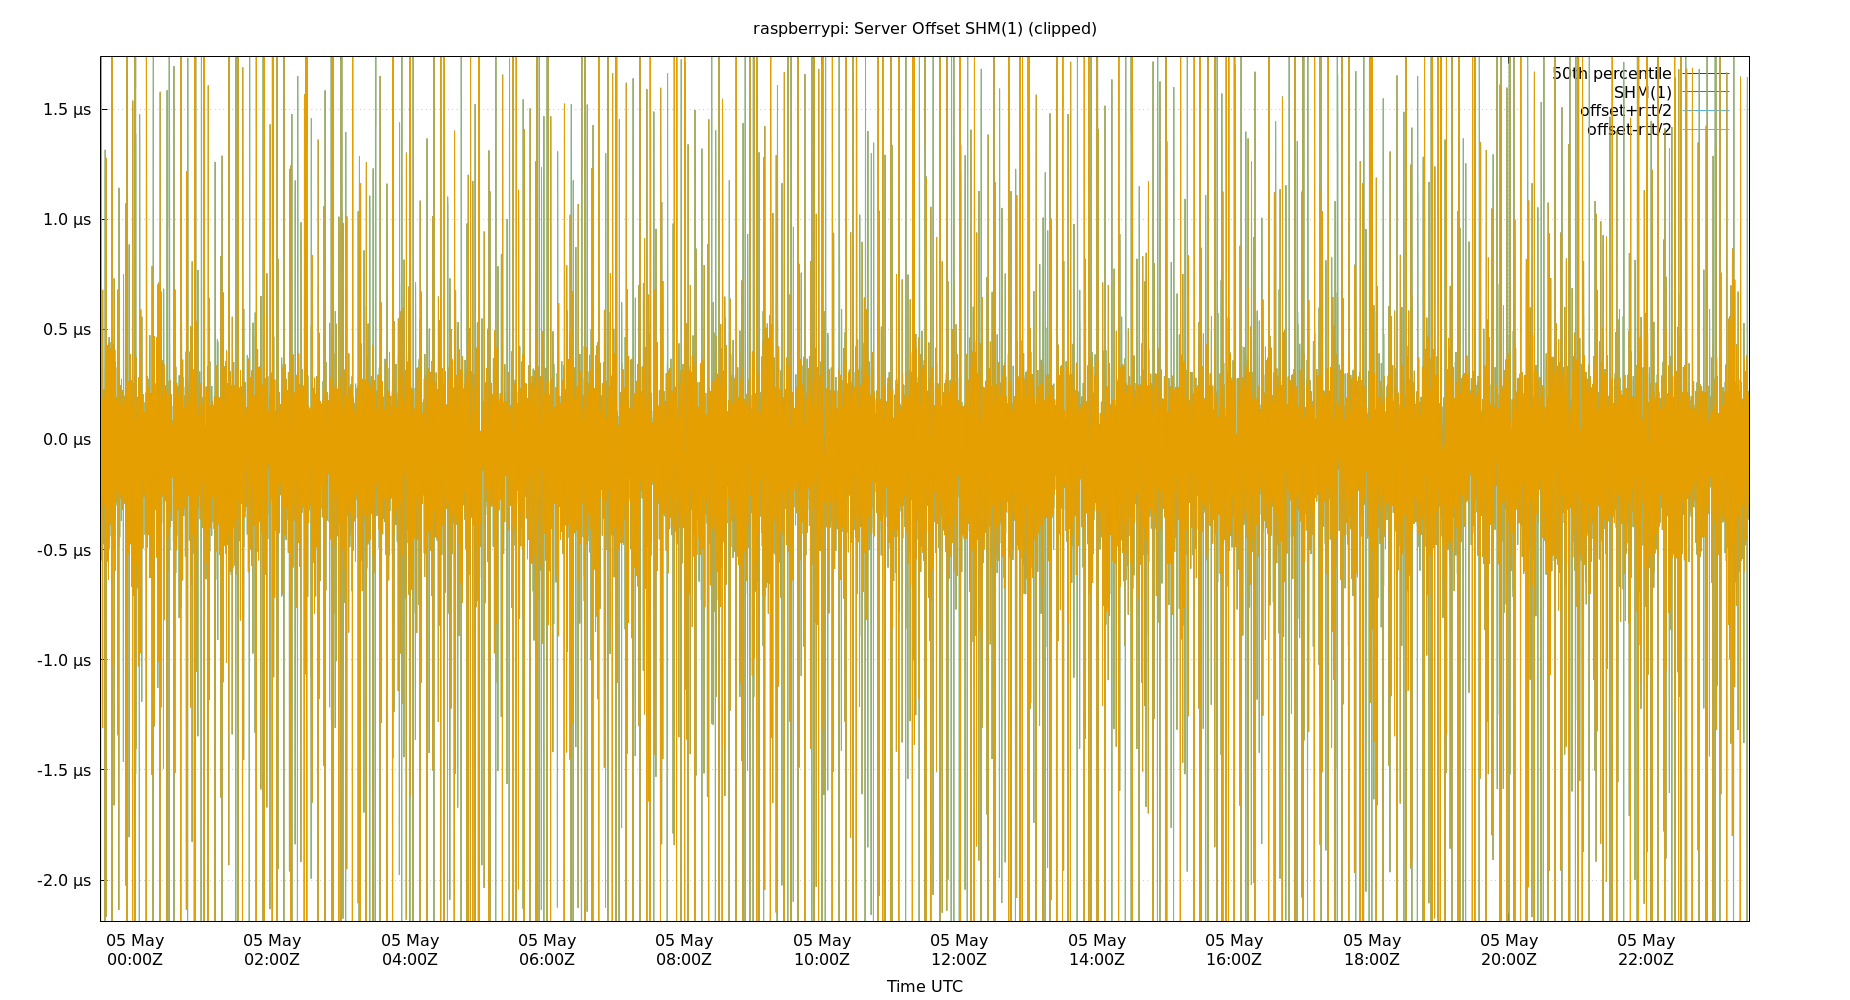 raspberrypi: Server Offset SHM(1) (clipped)
50th percentile
SHM(1)
offset+rtt/2
offset-rtt/2
1.5 µs
1.0 µs
0.5 µs
0.0 µs
-0.5 µs
-1.0 µs
-1.5 µs
-2.0 µs
05 May 05 May 05 May 05 May 05 May 05 May 05 May 05 May 05 May 05 May 05 May 05 May
00:00Z 02:00Z 04:00Z 06:00Z 08:00Z 10:00Z 12:00Z 14:00Z 16:00Z 18:00Z 20:00Z 22:00Z
Time UTC